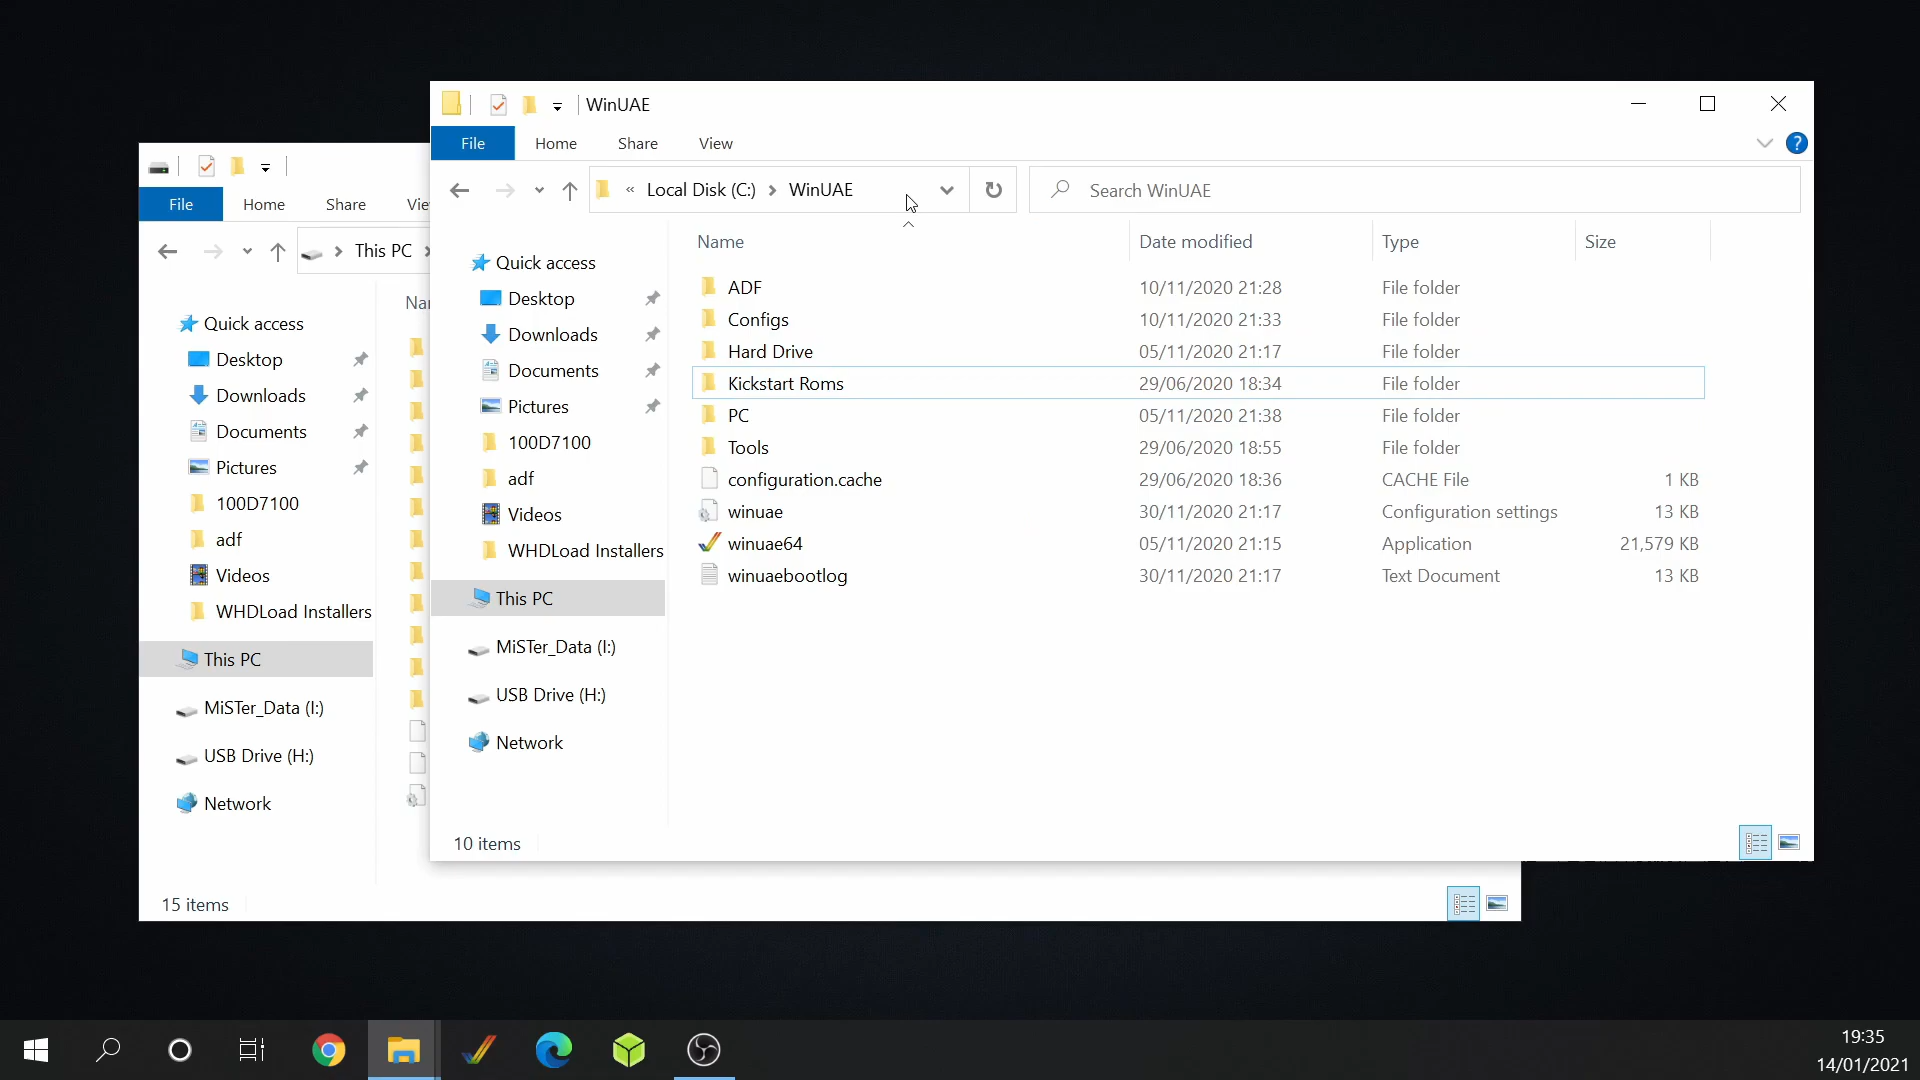 WinUAE
File Home Share View
« Local Disk (C:) > WinUAE
Search WinUAE
Name Date modified Type Size
Quick access
Desktop
Downloads
Documents
Pictures
100D7100
adf
Videos
WHDLoad Installers
This PC
MiSTer_Data (I:)
USB Drive (H:)
Network
ADF 10/11/2020 21:28 File folder
Configs 10/11/2020 21:33 File folder
Hard Drive 05/11/2020 21:17 File folder
Kickstart Roms 29/06/2020 18:34 File folder
PC 05/11/2020 21:38 File folder
Tools 29/06/2020 18:55 File folder
configuration.cache 29/06/2020 18:36 CACHE File 1 KB
winuae 30/11/2020 21:17 Configuration settings 13 KB
winuae64 05/11/2020 21:15 Application 21,579 KB
winuaebootlog 30/11/2020 21:17 Text Document 13 KB
10 items
File Home Share Vie
> This PC >
Nar
Quick access
Desktop
Downloads
Documents
Pictures
100D7100
adf
Videos
WHDLoad Installers
This PC
MiSTer_Data (I:)
USB Drive (H:)
Network
15 items
19:35
14/01/2021